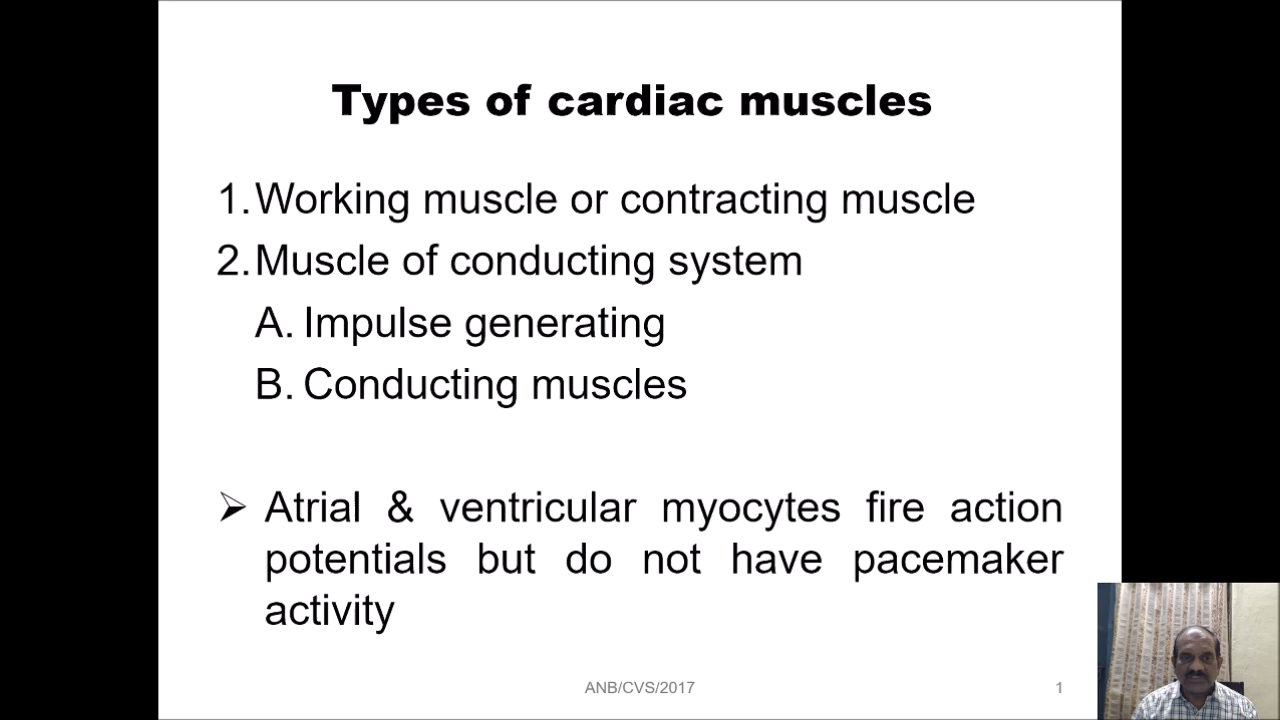 Types of cardiac muscles
1. Working muscle or contracting muscle
2. Muscle of conducting system
A. Impulse generating
B. Conducting muscles
➢ Atrial & ventricular myocytes fire action
potentials but do not have pacemaker
activity
ANB/CVS/2017
1